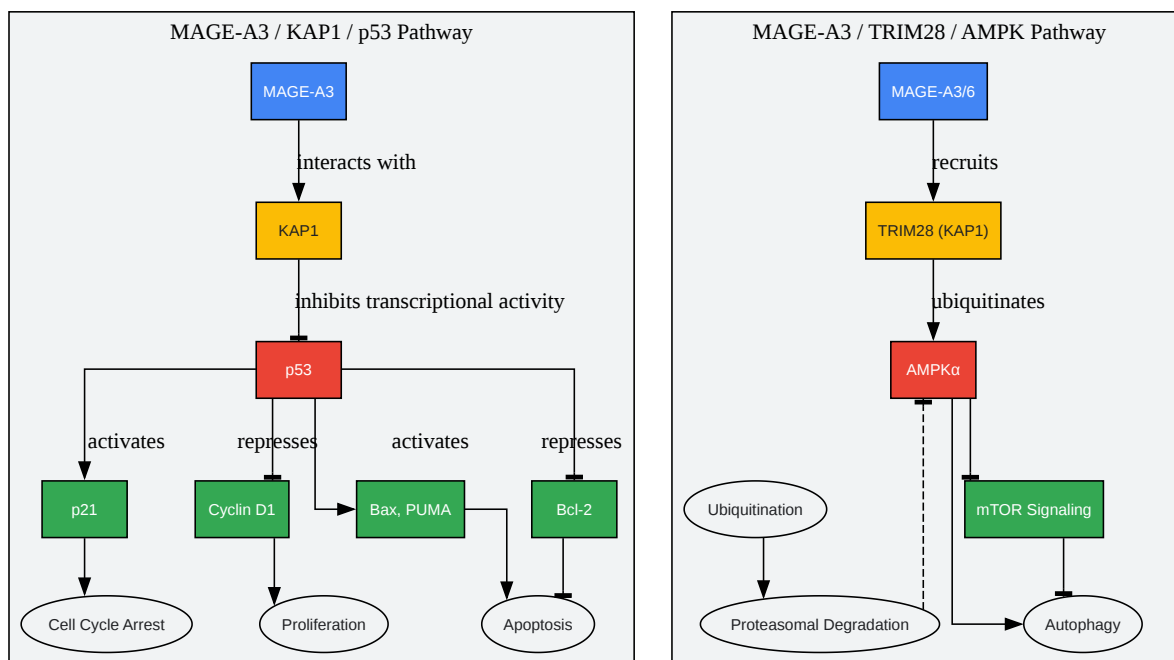 MAGE-A3 / KAP1 / p53 Pathway
MAGE-A3
interacts with
KAP1
inhibits transcriptional activity
p53
activates
represses
activates
represses
p21
Cyclin D1
Bax, PUMA
Bcl-2
Cell Cycle Arrest
Proliferation
Apoptosis
MAGE-A3 / TRIM28 / AMPK Pathway
MAGE-A3/6
recruits
TRIM28 (KAP1)
ubiquitinates
AMPKα
Ubiquitination
mTOR Signaling
Proteasomal Degradation
Autophagy